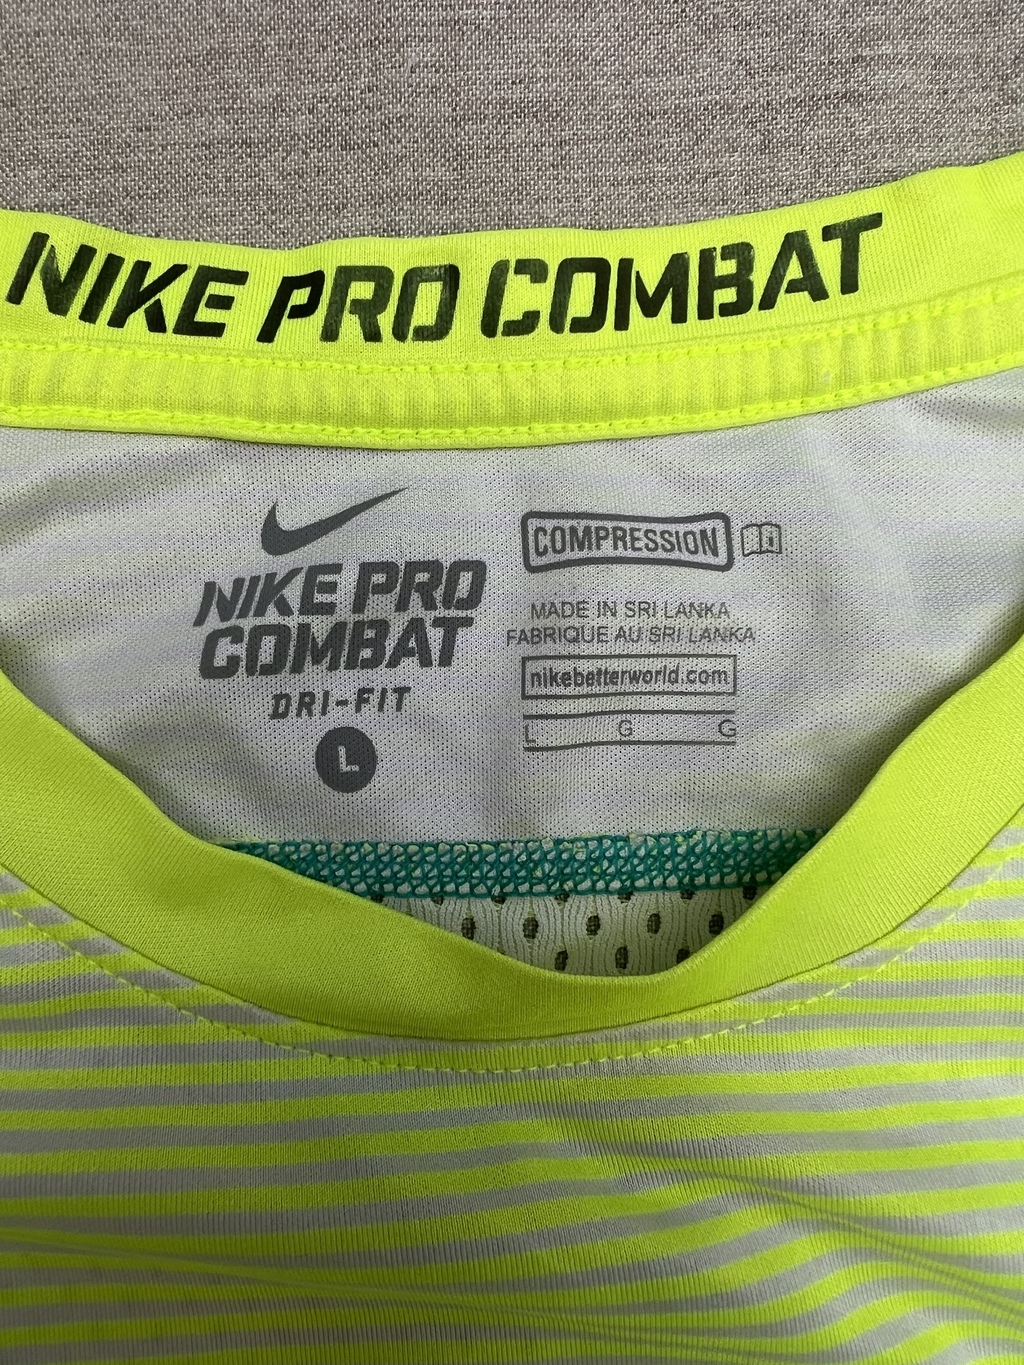 NIKE PRO COMBAT
NIKE PRO
COMBAT
DRI-FIT
L
COMPRESSION
MADE IN SRI LANKA
FABRIQUE AU SRI LANKA
nikebetterworld.com
L G G